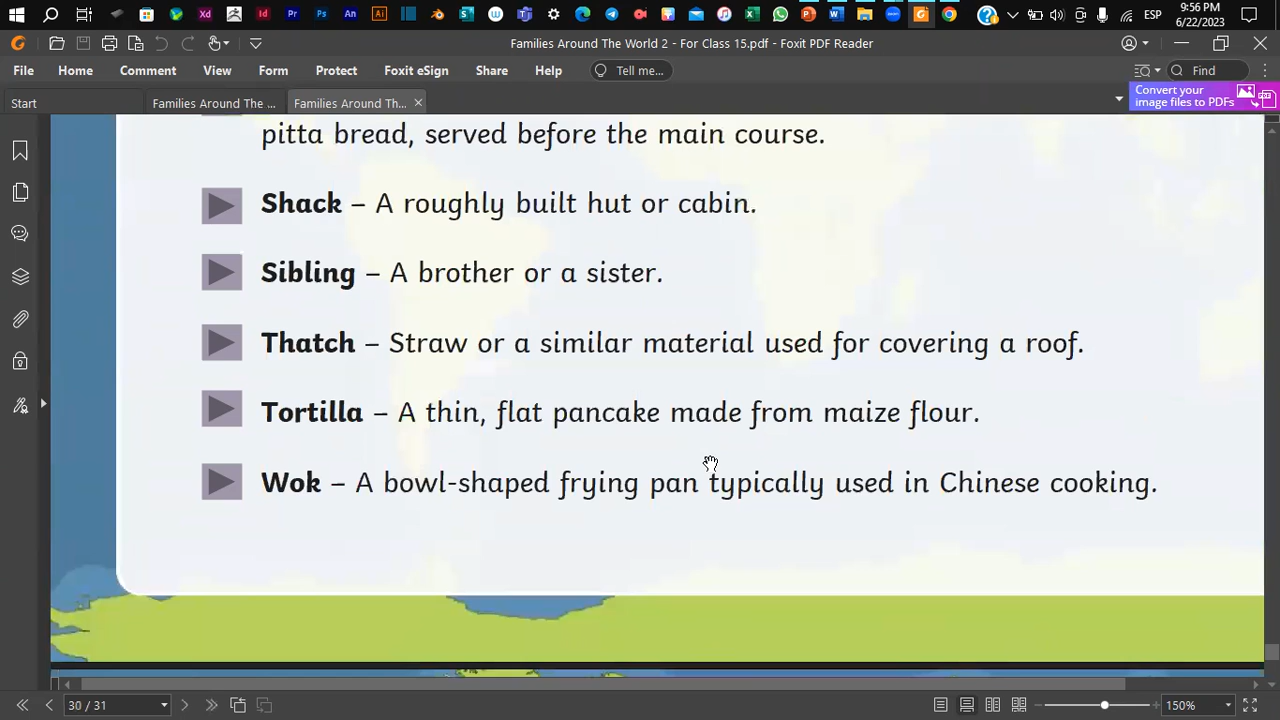 9:56 PM
ESP
6/22/2023
Families Around The World 2 - For Class 15.pdf - Foxit PDF Reader
File Home Comment View Form Protect Foxit eSign Share Help Tell me... Find
Start Families Around The ... Families Around Th...
Convert your
image files to PDFs
pitta bread, served before the main course.
Shack – A roughly built hut or cabin.
Sibling – A brother or a sister.
Thatch – Straw or a similar material used for covering a roof.
Tortilla – A thin, flat pancake made from maize flour.
Wok – A bowl-shaped frying pan typically used in Chinese cooking.
30 / 31
150%